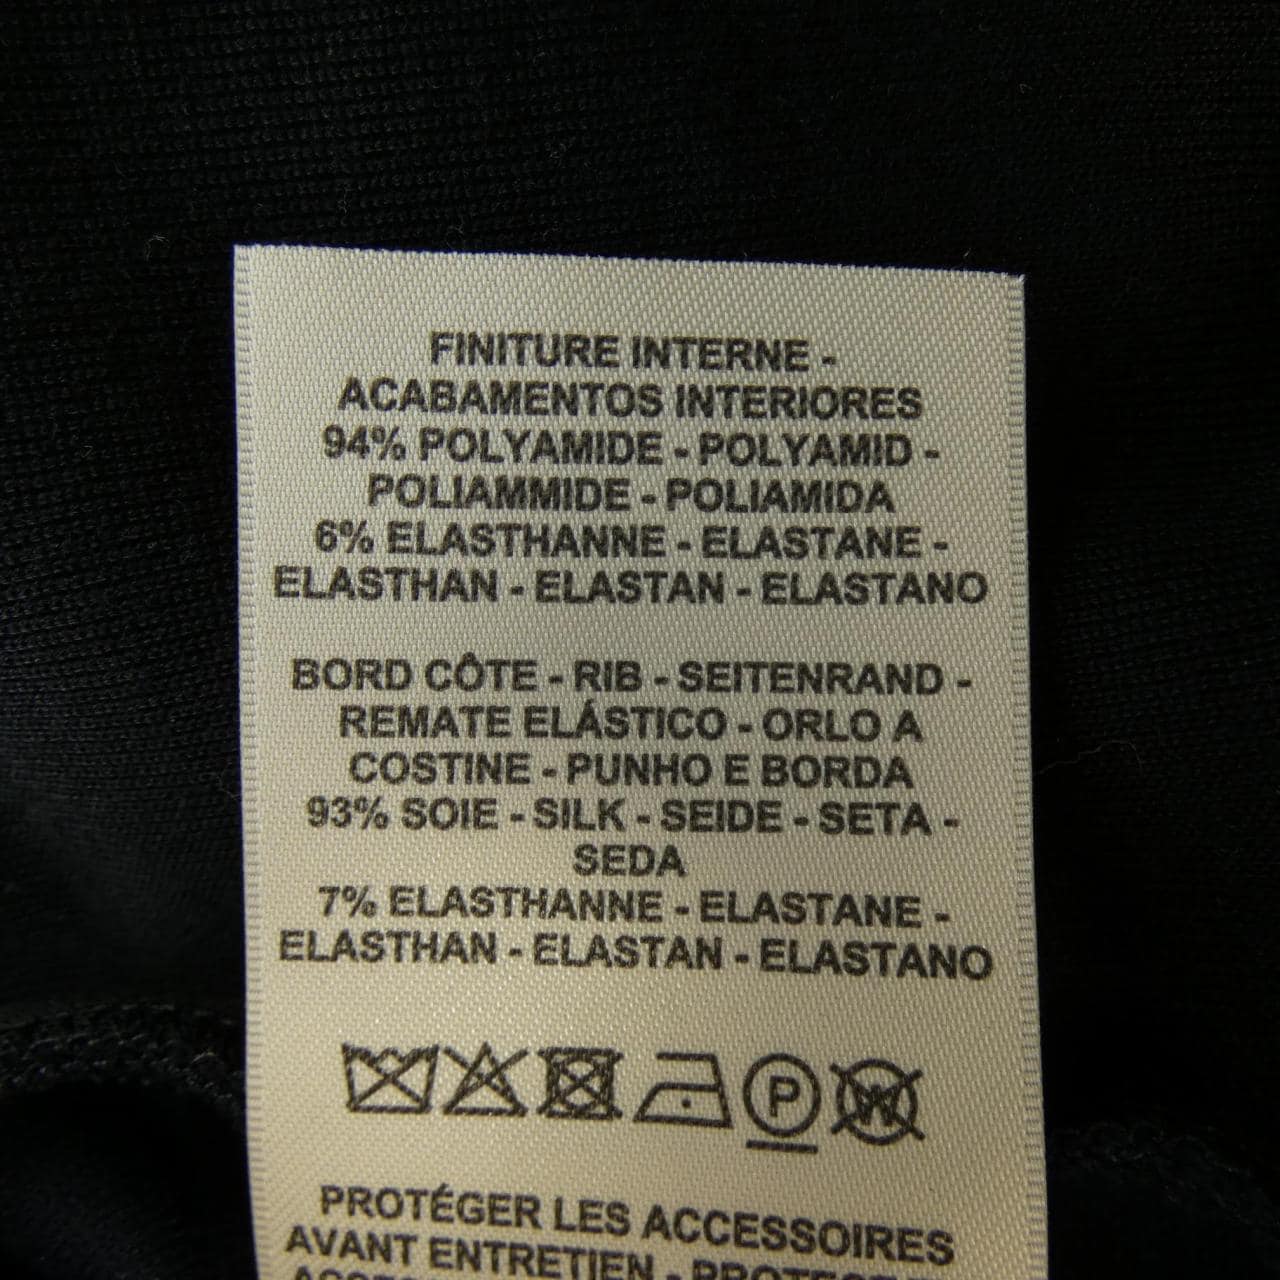 FINITURE INTERNE -
ACABAMENTOS INTERIORES
94% POLYAMIDE - POLYAMID -
POLIAMMIDE - POLIAMIDA
6% ELASTHANNE - ELASTANE -
ELASTHAN - ELASTAN - ELASTANO
BORD CÔTE - RIB - SEITENRAND -
REMATE ELÁSTICO - ORLO A
COSTINE - PUNHO E BORDA
93% SOIE - SILK - SEIDE - SETA -
SEDA
7% ELASTHANNE - ELASTANE -
ELASTHAN - ELASTAN - ELASTANO
P W
PROTÉGER LES ACCESSOIRES
AVANT ENTRETIEN -